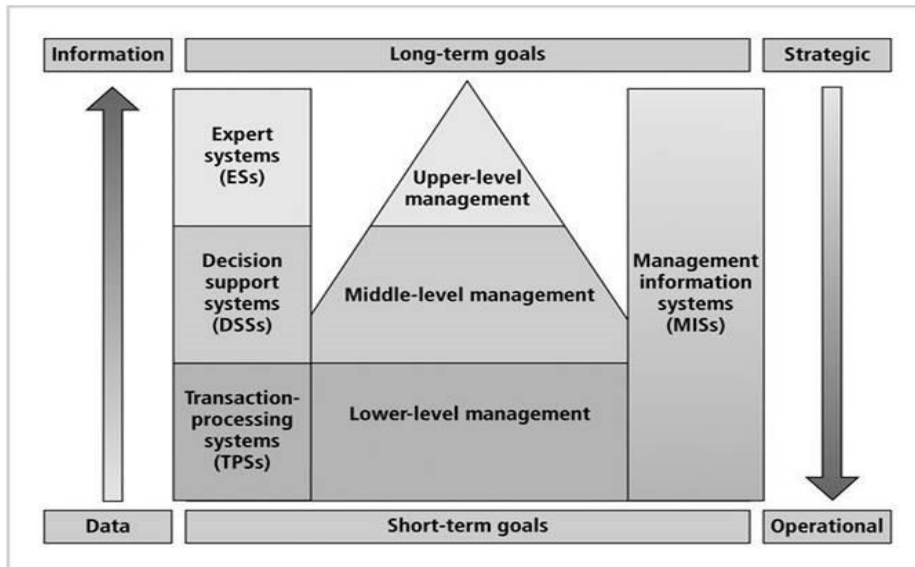 Information
Long-term goals
Strategic
Expert
systems
(ESs)
Upper-level
management
Decision
support
systems
(DSSs)
Middle-level management
Management
information
systems
(MISs)
Transaction-
processing
systems
(TPSs)
Lower-level management
Data
Short-term goals
Operational